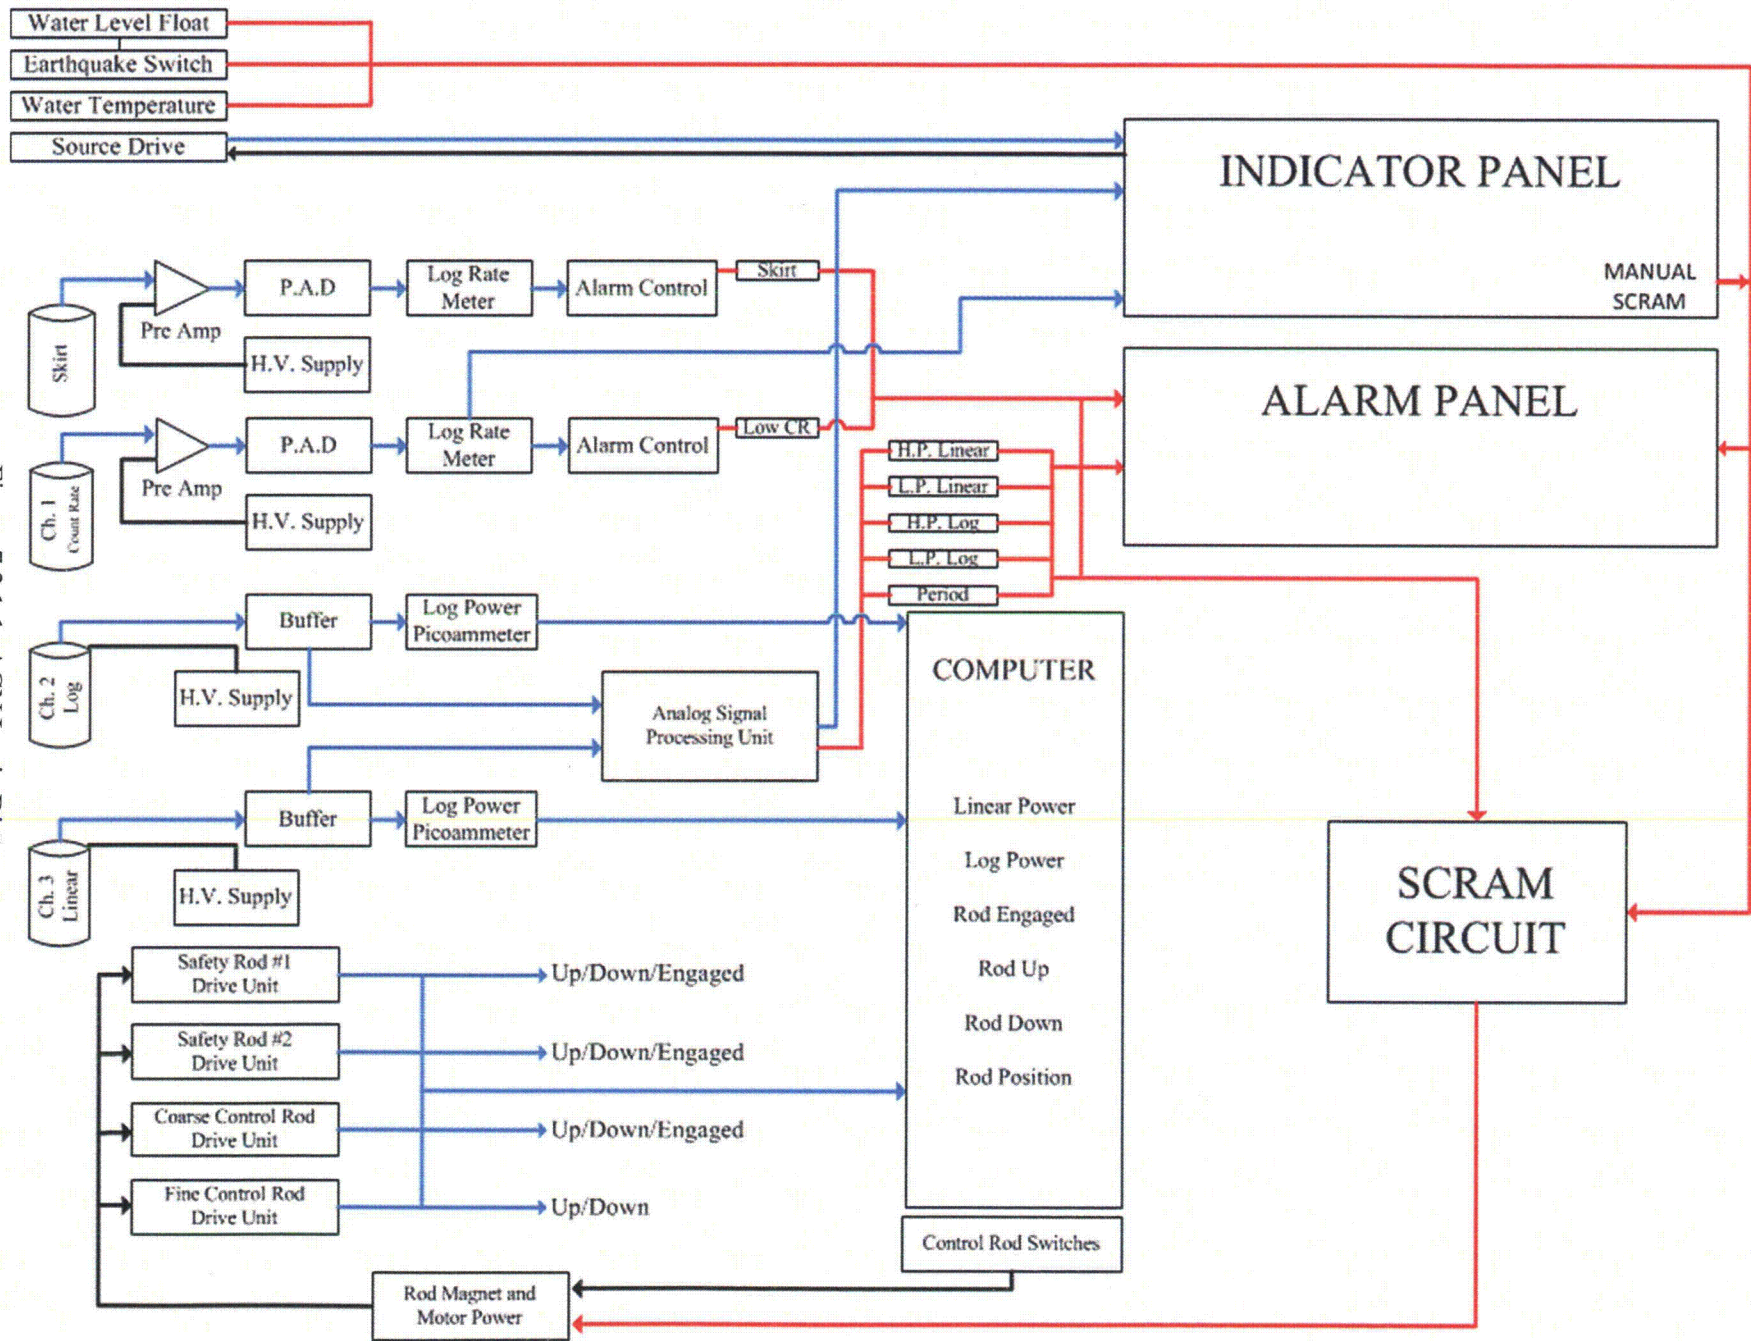 Water Level Float
Earthquake Switch
Water Temperature
Source Drive
INDICATOR PANEL
MANUAL
SCRAM
Skirt
Pre Amp
P.A.D
Log Rate
Meter
Alarm Control
Skirt
H.V. Supply
ALARM PANEL
Ch. 1
Count Rate
Pre Amp
P.A.D
Log Rate
Meter
Alarm Control
Low CR
H.V. Supply
H.P. Linear
L.P. Linear
H.P. Log
L.P. Log
Period
Ch. 2
Log
Buffer
Log Power
Picoammeter
H.V. Supply
Analog Signal
Processing Unit
Ch. 3
Linear
Buffer
Log Power
Picoammeter
H.V. Supply
COMPUTER
Linear Power
Log Power
Rod Engaged
Rod Up
Rod Down
Rod Position
SCRAM
CIRCUIT
Safety Rod #1
Drive Unit
Up/Down/Engaged
Safety Rod #2
Drive Unit
Up/Down/Engaged
Coarse Control Rod
Drive Unit
Up/Down/Engaged
Fine Control Rod
Drive Unit
Up/Down
Control Rod Switches
Rod Magnet and
Motor Power